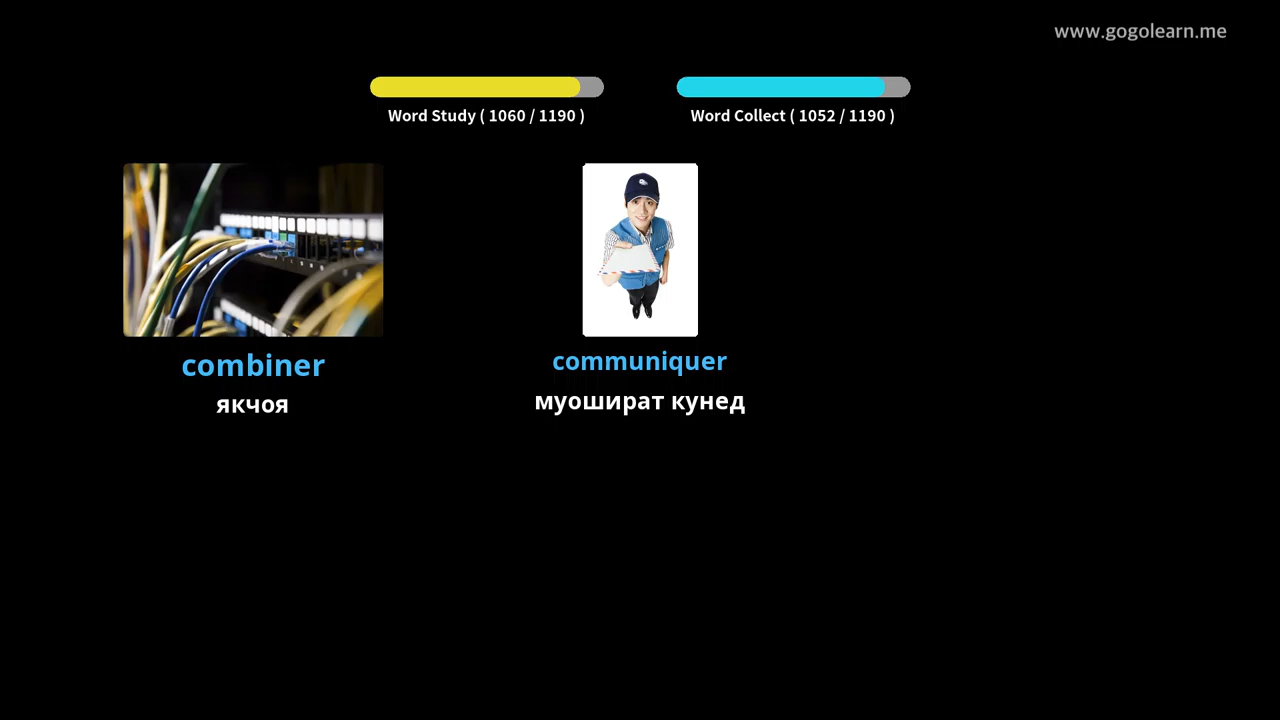 www.gogolearn.me
Word Study ( 1060 / 1190 )
Word Collect ( 1052 / 1190 )
combiner
якчоя
communiquer
муошират кунед